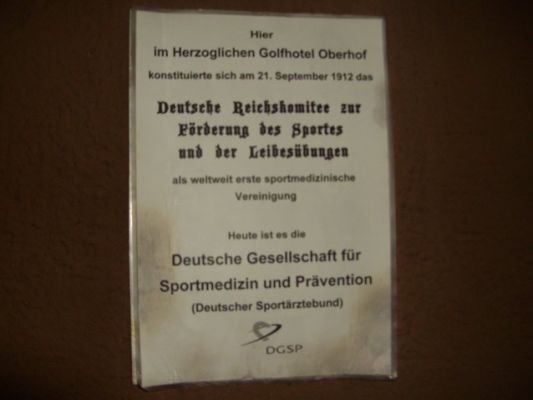 Hier
im Herzoglichen Golfhotel Oberhof
konstituierte sich am 21. September 1912 das
Deutsche Reichskomitee zur
Förderung des Sportes
und der Leibesübungen
als weltweit erste sportmedizinische
Vereinigung
Heute ist es die
Deutsche Gesellschaft für
Sportmedizin und Prävention
(Deutscher Sportärztebund)
DGSP